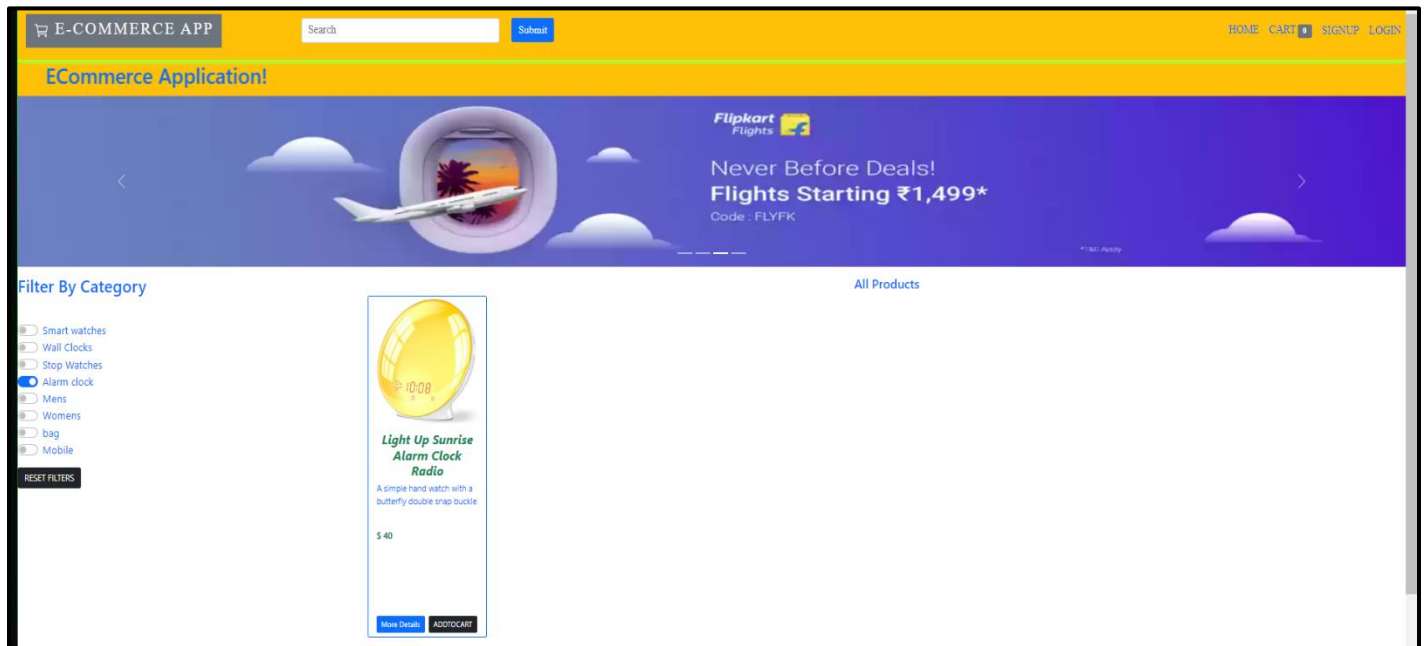 E-COMMERCE APP
Search
Submit
HOME CART 0 SIGNUP LOGIN
ECommerce Application!
Flipkart
Flights
Never Before Deals!
Flights Starting ₹1,499*
Code : FLYFK
*T&C Apply
Filter By Category
All Products
Smart watches
Wall Clocks
Stop Watches
Alarm clock
Mens
Womens
bag
Mobile
RESET FILTERS
10:08
Light Up Sunrise
Alarm Clock
Radio
A simple hand watch with a
butterfly double snap buckle
$ 40
More Details ADDTOCART